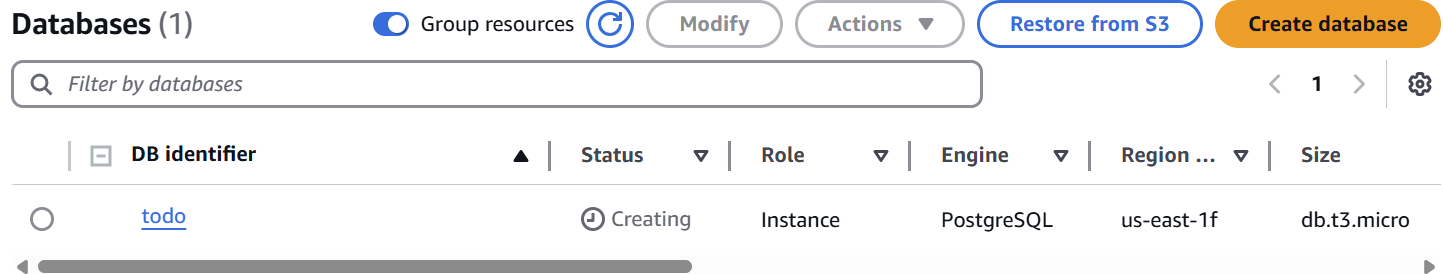 Databases (1) Group resources Modify Actions Restore from S3 Create database
Filter by databases 1
DB identifier Status Role Engine Region ... Size
todo Creating Instance PostgreSQL us-east-1f db.t3.micro